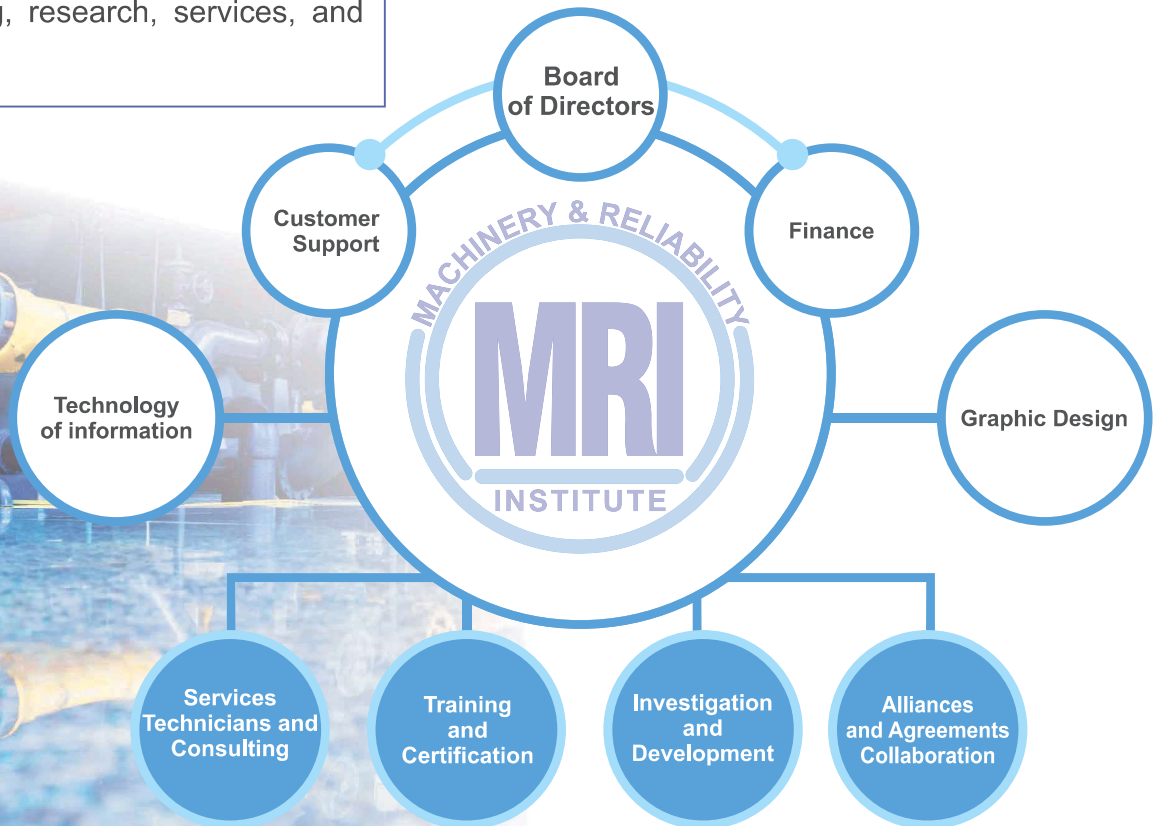 g, research, services, and
Board
of Directors
Customer
Support
Finance
MACHINERY & RELIABILITY
MRI
INSTITUTE
Technology
of information
Graphic Design
Services
Technicians and
Consulting
Training
and
Certification
Investigation
and
Development
Alliances
and Agreements
Collaboration